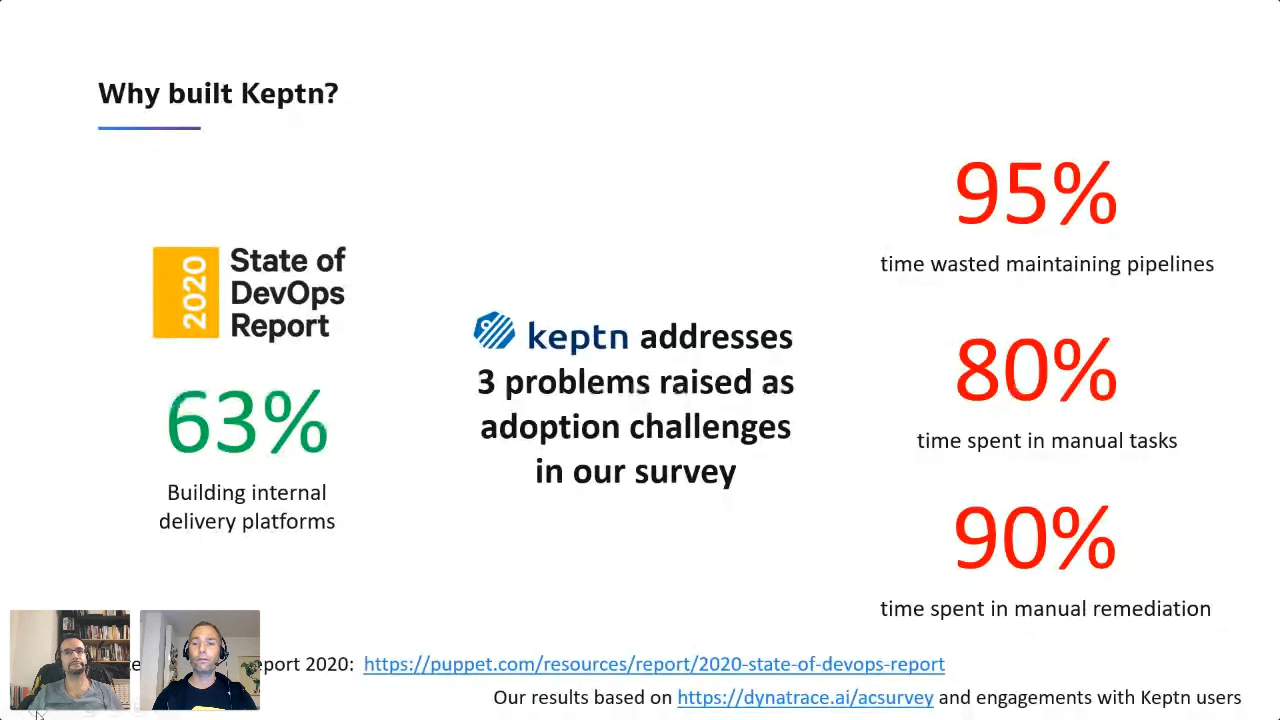 Why built Keptn?
2020
State of
DevOps
Report
63%
Building internal
delivery platforms
keptn addresses
3 problems raised as
adoption challenges
in our survey
95%
time wasted maintaining pipelines
80%
time spent in manual tasks
90%
time spent in manual remediation
eport 2020: https://puppet.com/resources/report/2020-state-of-devops-report
Our results based on https://dynatrace.ai/acsurvey and engagements with Keptn users